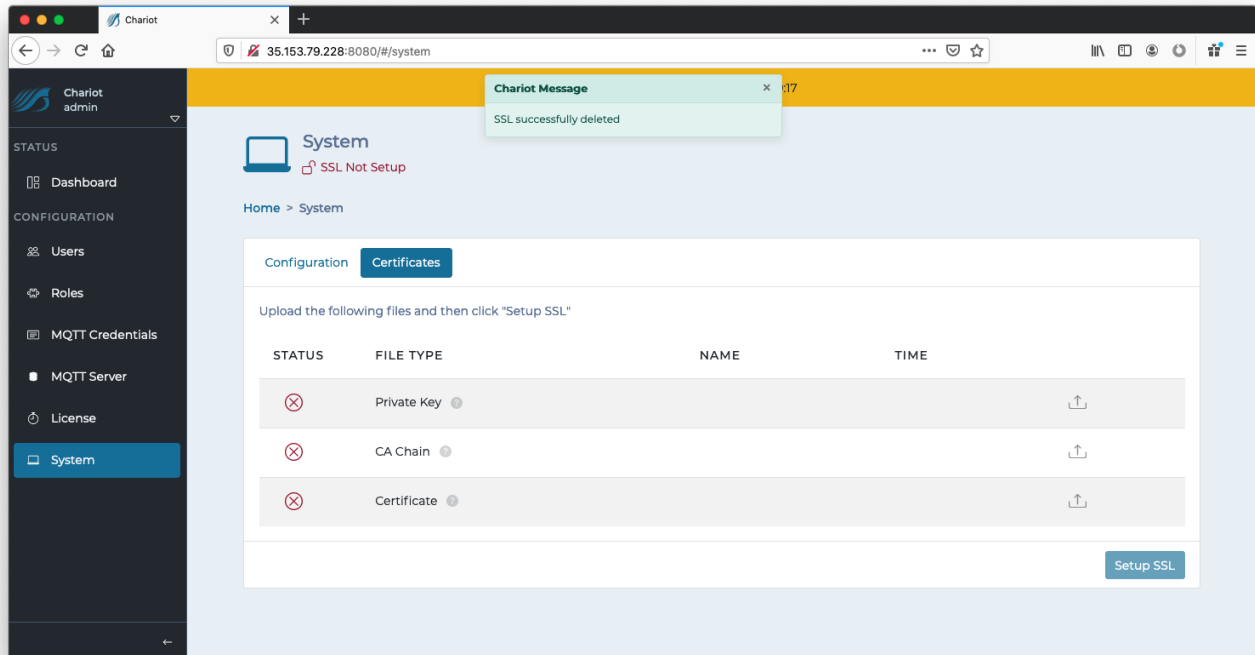 Chariot
35.153.79.228:8080/#/system
Chariot
admin
STATUS
Dashboard
CONFIGURATION
Users
Roles
MQTT Credentials
MQTT Server
License
System
Chariot Message
:17
SSL successfully deleted
System
SSL Not Setup
Home > System
Configuration Certificates
Upload the following files and then click "Setup SSL"
STATUS FILE TYPE NAME TIME
Private Key ?
CA Chain ?
Certificate ?
Setup SSL